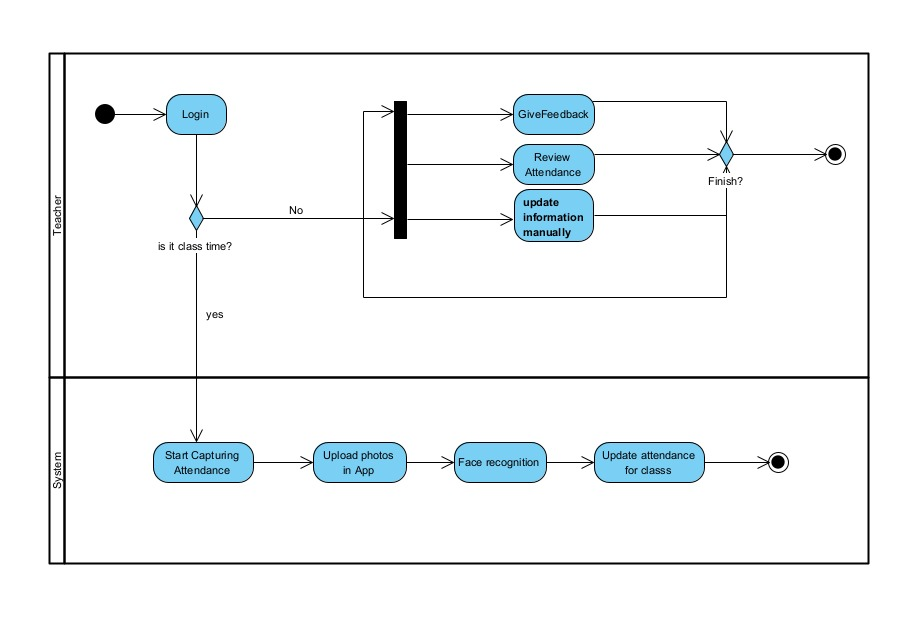 Teacher
Login
GiveFeedback
Review
Attendance
Finish?
update
information
manually
No
is it class time?
yes
System
Start Capturing
Attendance
Upload photos
in App
Face recognition
Update attendance
for classs